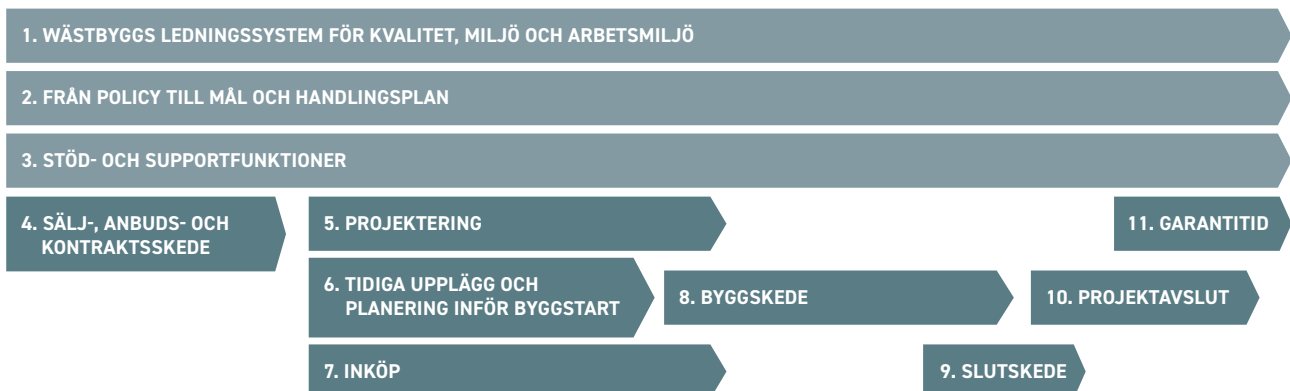 1. WÄSTBYGGS LEDNINGSSYSTEM FÖR KVALITET, MILJÖ OCH ARBETSMILJÖ
2. FRÅN POLICY TILL MÅL OCH HANDLINGSPLAN
3. STÖD- OCH SUPPORTFUNKTIONER
4. SÄLJ-, ANBUDS- OCH
KONTRAKTSSKEDE
5. PROJEKTERING
11. GARANTITID
6. TIDIGA UPPLÄGG OCH
PLANERING INFÖR BYGGSTART
8. BYGGSKEDE
10. PROJEKTAVSLUT
7. INKÖP
9. SLUTSKEDE